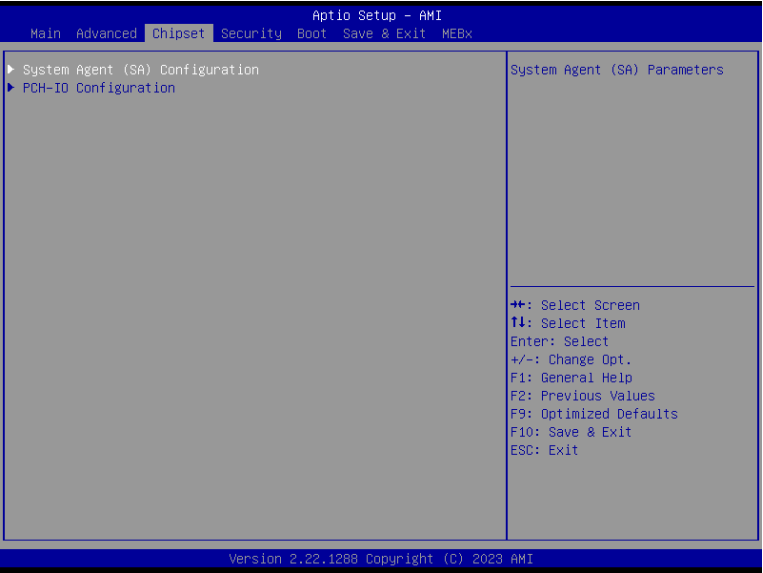 Aptio Setup – AMI
Main Advanced Chipset Security Boot Save & Exit MEBx
▶ System Agent (SA) Configuration
▶ PCH-IO Configuration
System Agent (SA) Parameters
→←: Select Screen
↑↓: Select Item
Enter: Select
+/-: Change Opt.
F1: General Help
F2: Previous Values
F9: Optimized Defaults
F10: Save & Exit
ESC: Exit
Version 2.22.1288 Copyright (C) 2023 AMI